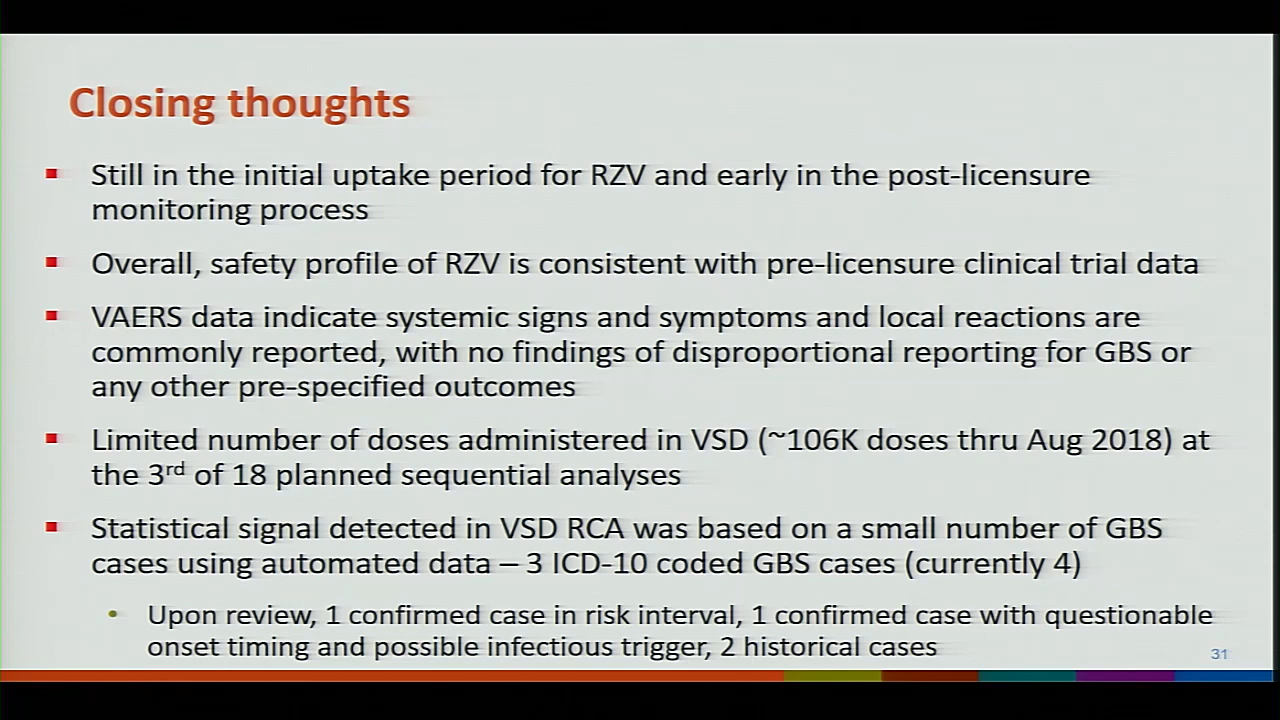 Closing thoughts
Still in the initial uptake period for RZV and early in the post-licensure
monitoring process
Overall, safety profile of RZV is consistent with pre-licensure clinical trial data
VAERS data indicate systemic signs and symptoms and local reactions are
commonly reported, with no findings of disproportional reporting for GBS or
any other pre-specified outcomes
Limited number of doses administered in VSD (~106K doses thru Aug 2018) at
the 3rd of 18 planned sequential analyses
Statistical signal detected in VSD RCA was based on a small number of GBS
cases using automated data – 3 ICD-10 coded GBS cases (currently 4)
Upon review, 1 confirmed case in risk interval, 1 confirmed case with questionable
onset timing and possible infectious trigger, 2 historical cases
31